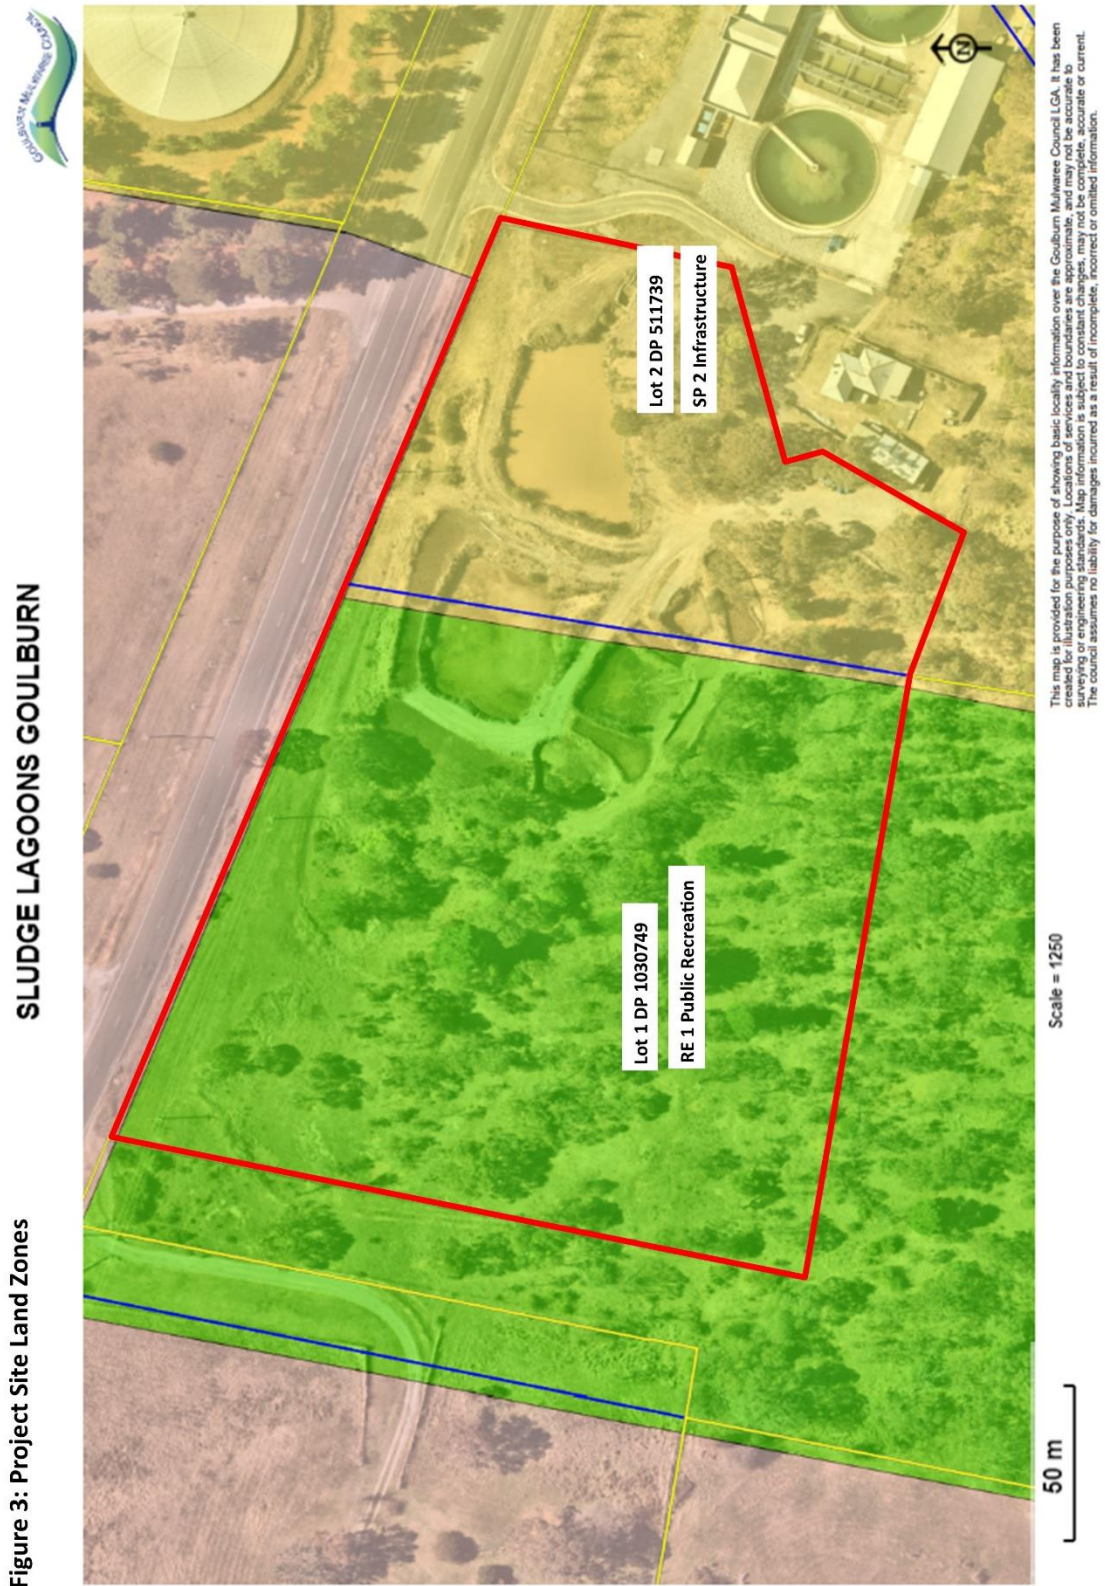 Figure 3: Project Site Land Zones
SLUDGE LAGOONS GOULBURN
GOULBURN MULWAREE COUNCIL
N
Lot 2 DP 511739
SP 2 Infrastructure
Lot 1 DP 1030749
RE 1 Public Recreation
50 m
Scale = 1250
This map is provided for the purpose of showing basic locality information over the Goulburn Mulwaree Council LGA. It has been
created for illustration purposes only. Locations of services and boundaries are approximate, and may not be accurate to
surveying or engineering standards. Map information is subject to constant changes, may not be complete, accurate or current.
The council assumes no liability for damages incurred as a result of incomplete, incorrect or omitted information.